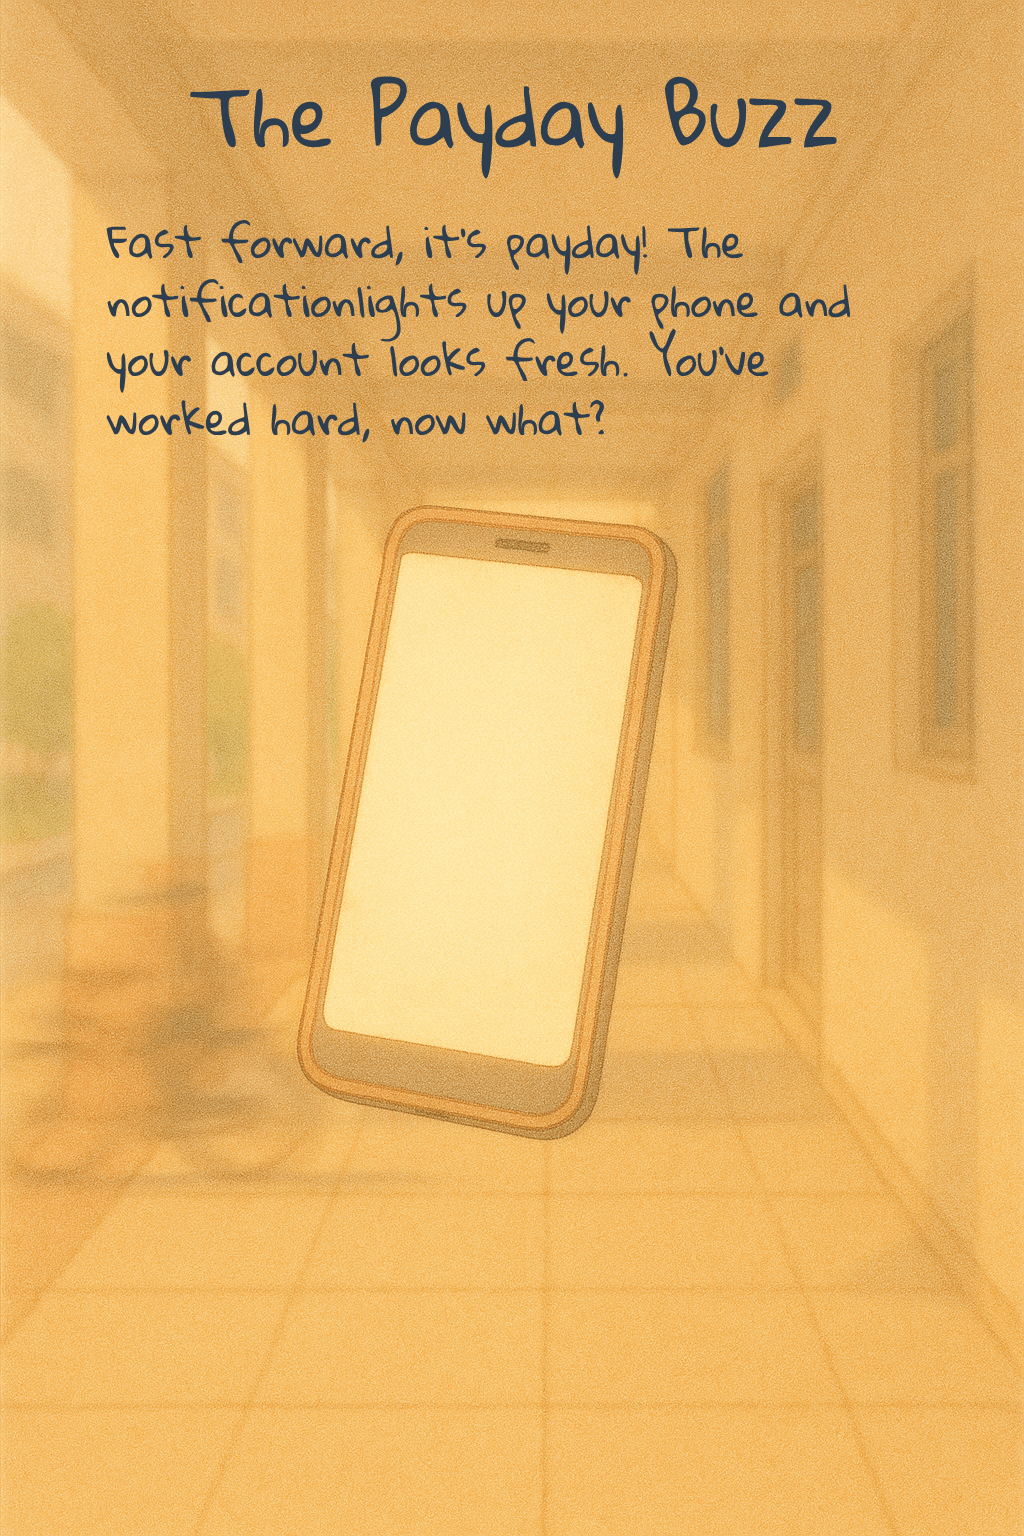 The Payday Buzz
Fast forward, it's payday! The
notificationlights up your phone and
your account looks fresh. You've
worked hard, now what?